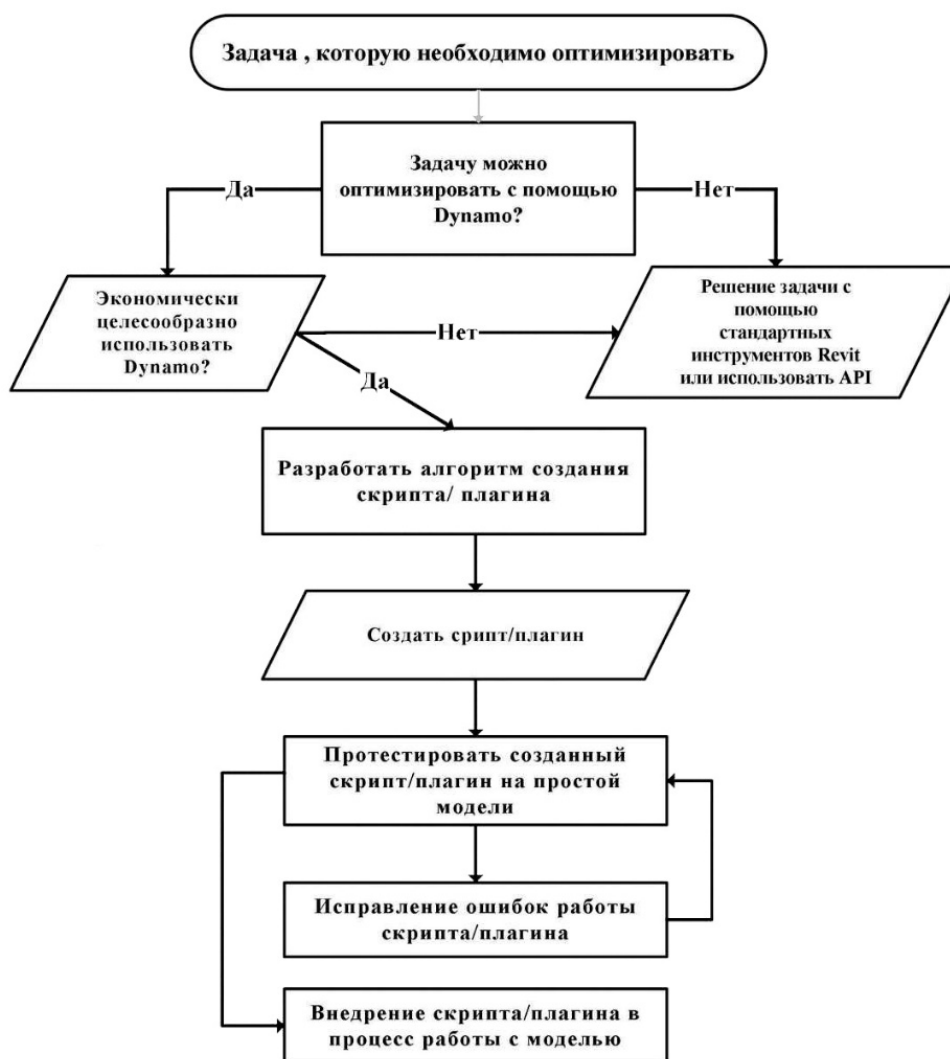 Задача , которую необходимо оптимизировать
Задачу можно
оптимизировать с помощью
Dynamo?
Да
Нет
Экономически
целесообразно
использовать
Dynamo?
Нет
Решение задачи с
помощью
стандартных
инструментов Revit
или использовать API
Да
Разработать алгоритм создания
скрипта/ плагина
Создать срипт/плагин
Протестировать созданный
скрипт/плагин на простой
модели
Исправление ошибок работы
скрипта/плагина
Внедрение скрипта/плагина в
процесс работы с моделью